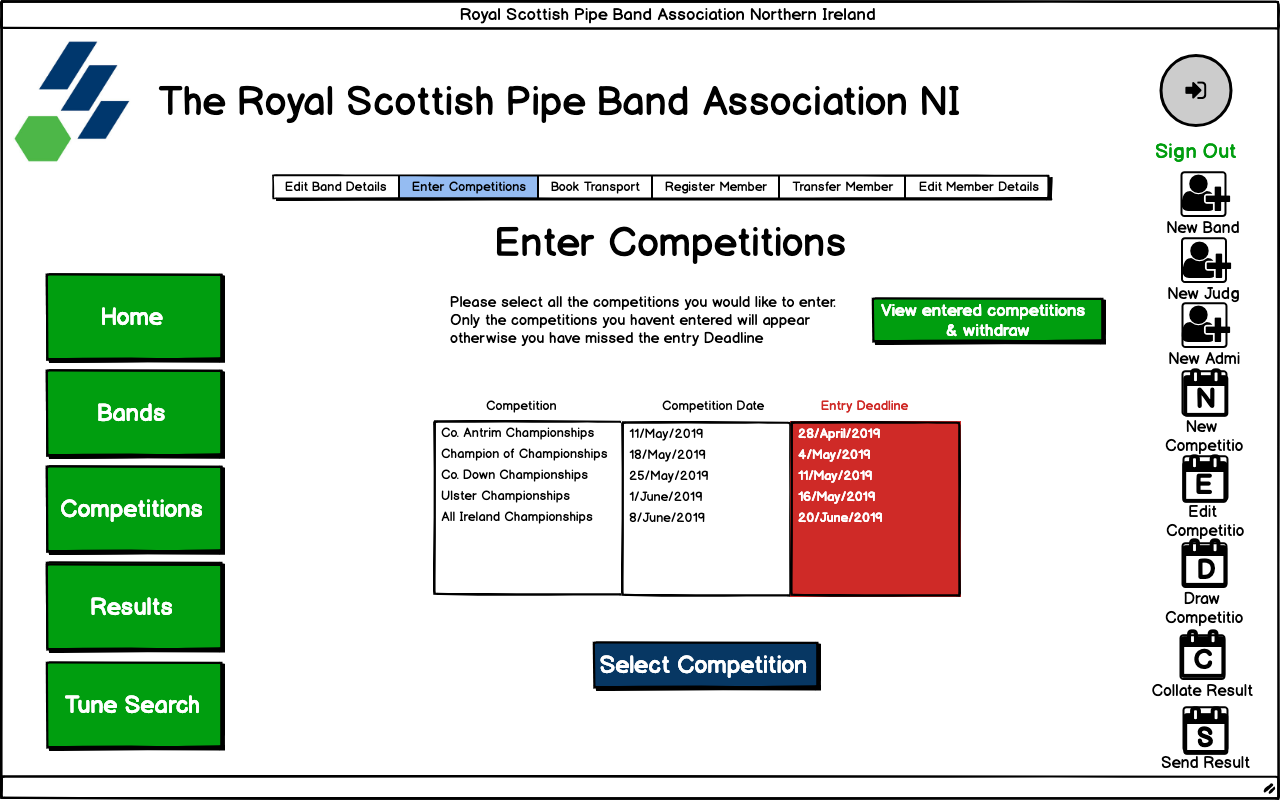 Royal Scottish Pipe Band Association Northern Ireland
The Royal Scottish Pipe Band Association NI
Sign Out
Edit Band Details Enter Competitions Book Transport Register Member Transfer Member Edit Member Details
Enter Competitions
Please select all the competitions you would like to enter.
Only the competitions you havent entered will appear
otherwise you have missed the entry Deadline
View entered competitions
& withdraw
Home
Bands
Competitions
Results
Tune Search
Competition Competition Date Entry Deadline
Co. Antrim Championships 11/May/2019 28/April/2019
Champion of Championships 18/May/2019 4/May/2019
Co. Down Championships 25/May/2019 11/May/2019
Ulster Championships 1/June/2019 16/May/2019
All Ireland Championships 8/June/2019 20/June/2019
Select Competition
New Band
New Judg
New Admi
N
New
Competitio
E
Edit
Competitio
D
Draw
Competitio
C
Collate Result
S
Send Result